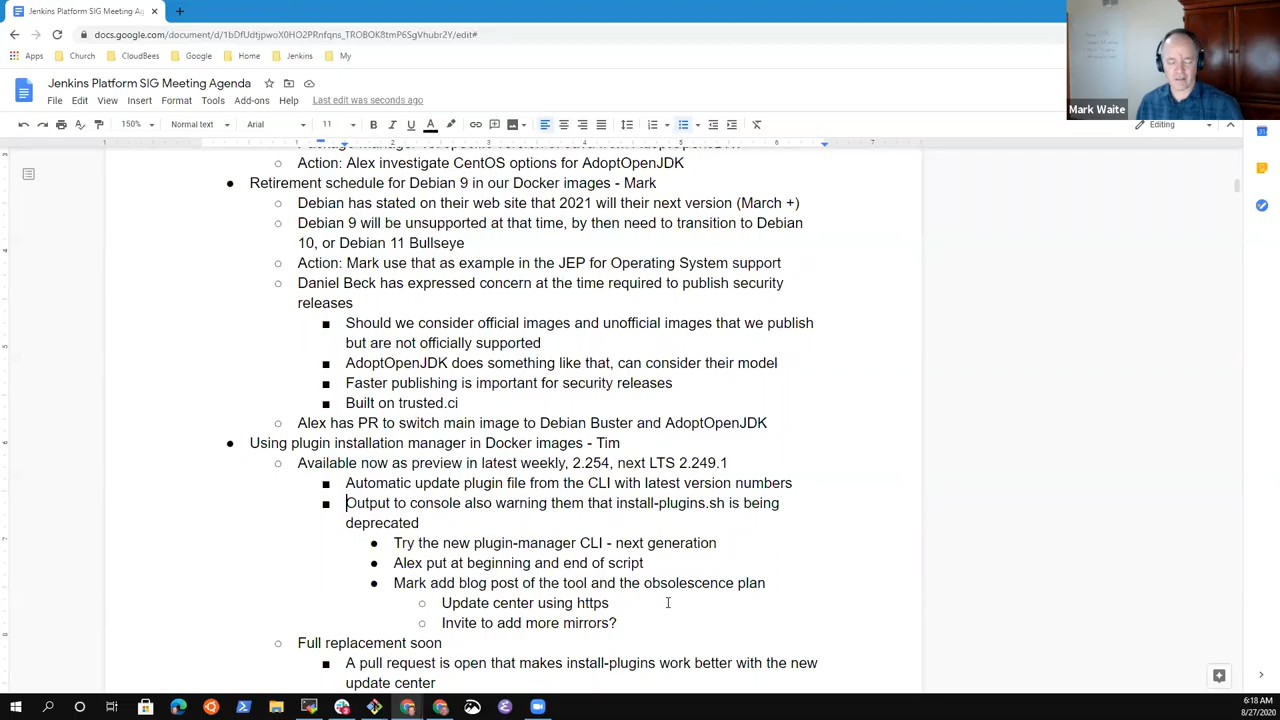 Jenkins Platform SIG Meeting Ag
docs.google.com/document/d/1bDfUdtjpwoX0HO2PRnfqns_TROBOK8tmP6SgVhubr2Y/edit#
Apps Church CloudBees Google Home Jenkins My
Jenkins Platform SIG Meeting Agenda
File Edit View Insert Format Tools Add-ons Help Last edit was seconds ago
150% Normal text Arial 11 Editing
Mark Waite
Action: Alex investigate CentOS options for AdoptOpenJDK
Retirement schedule for Debian 9 in our Docker images - Mark
Debian has stated on their web site that 2021 will their next version (March +)
Debian 9 will be unsupported at that time, by then need to transition to Debian
10, or Debian 11 Bullseye
Action: Mark use that as example in the JEP for Operating System support
Daniel Beck has expressed concern at the time required to publish security
releases
Should we consider official images and unofficial images that we publish
but are not officially supported
AdoptOpenJDK does something like that, can consider their model
Faster publishing is important for security releases
Built on trusted.ci
Alex has PR to switch main image to Debian Buster and AdoptOpenJDK
Using plugin installation manager in Docker images - Tim
Available now as preview in latest weekly, 2.254, next LTS 2.249.1
Automatic update plugin file from the CLI with latest version numbers
Output to console also warning them that install-plugins.sh is being
deprecated
Try the new plugin-manager CLI - next generation
Alex put at beginning and end of script
Mark add blog post of the tool and the obsolescence plan
Update center using https
Invite to add more mirrors?
Full replacement soon
A pull request is open that makes install-plugins work better with the new
update center
6:18 AM
8/27/2020